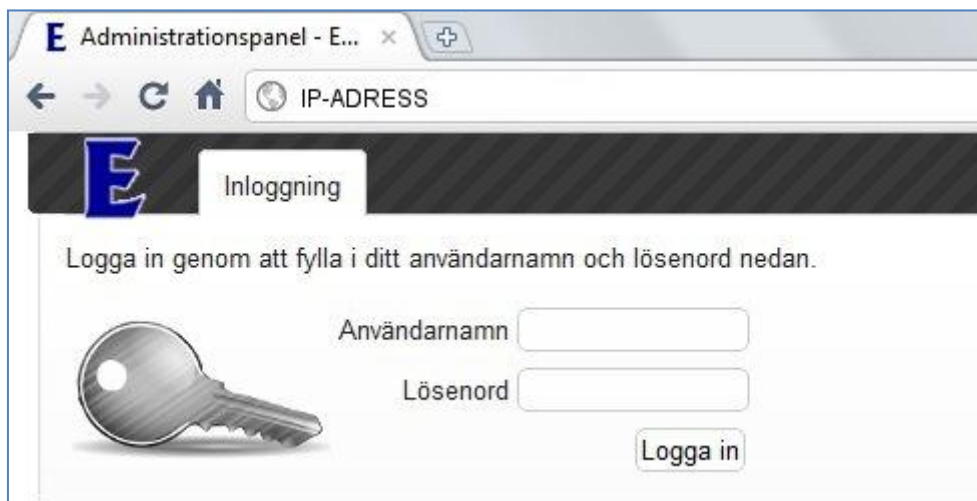 E Administrationspanel - E...
IP-ADRESS
E
Inloggning
Logga in genom att fylla i ditt användarnamn och lösenord nedan.
Användarnamn
Lösenord
Logga in